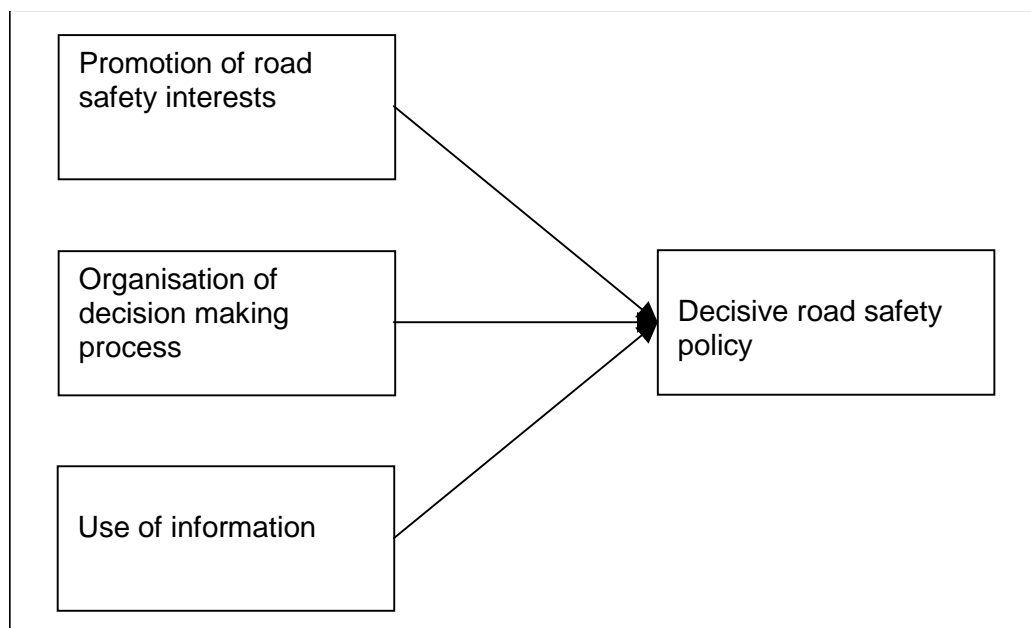 Promotion of road
safety interests
Organisation of
decision making
process
Use of information
Decisive road safety
policy